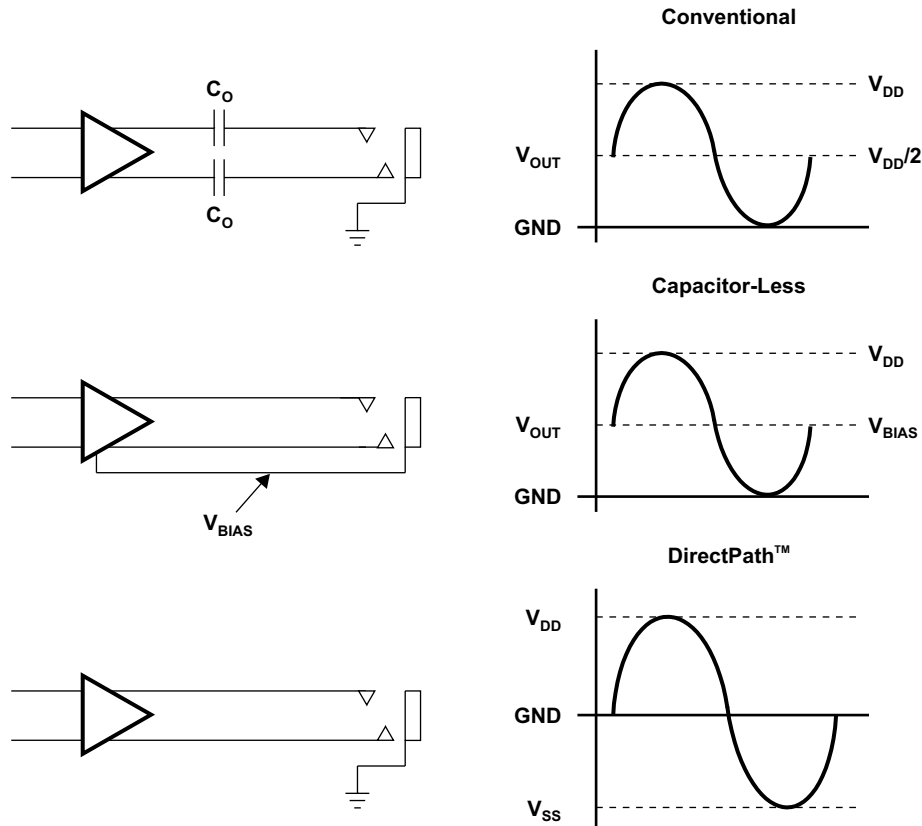 Conventional
C_O
C_O
V_DD
V_OUT
V_DD/2
GND
Capacitor-Less
V_DD
V_OUT
V_BIAS
GND
V_BIAS
DirectPath™
V_DD
GND
V_SS